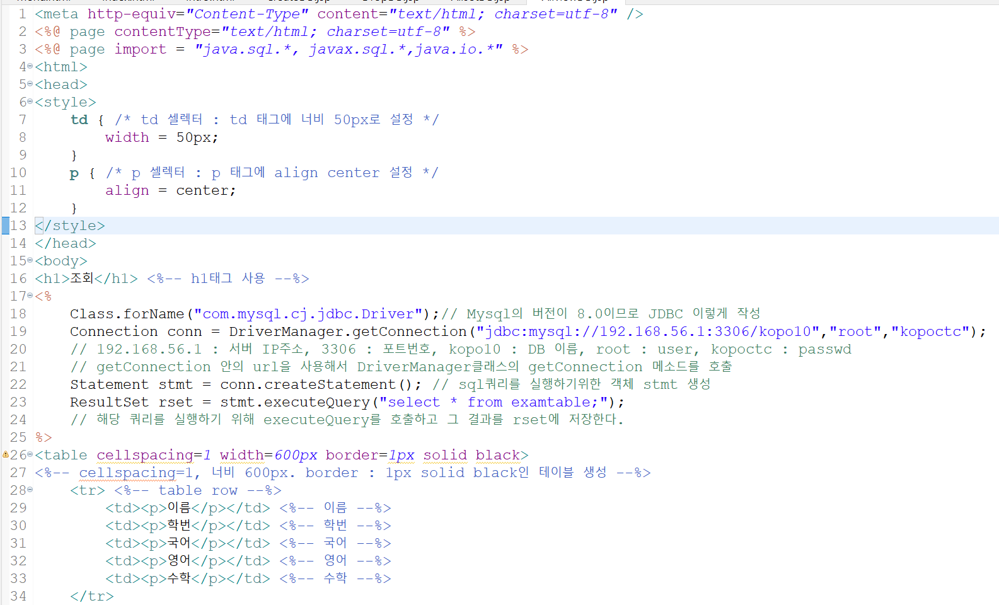 1 <meta http-equiv="Content-Type" content="text/html; charset=utf-8" />
2 <%@ page contentType="text/html; charset=utf-8" %>
3 <%@ page import = "java.sql.*, javax.sql.*,java.io.*" %>
4 <html>
5 <head>
6 <style>
7     td { /* td 셀렉터 : td 태그에 너비 50px로 설정 */
8         width = 50px;
9     }
10     p { /* p 셀렉터 : p 태그에 align center 설정 */
11         align = center;
12     }
13 </style>
14 </head>
15 <body>
16 <h1>조회</h1> <%-- h1태그 사용 --%>
17 <%
18     Class.forName("com.mysql.cj.jdbc.Driver");// Mysql의 버전이 8.0이므로 JDBC 이렇게 작성
19     Connection conn = DriverManager.getConnection("jdbc:mysql://192.168.56.1:3306/kopo10","root","kopoctc");
20     // 192.168.56.1 : 서버 IP주소, 3306 : 포트번호, kopo10 : DB 이름, root : user, kopoctc : passwd
21     // getConnection 안의 url을 사용해서 DriverManager클래스의 getConnection 메소드를 호출
22     Statement stmt = conn.createStatement(); // sql쿼리를 실행하기위한 객체 stmt 생성
23     ResultSet rset = stmt.executeQuery("select * from examtable;");
24     // 해당 쿼리를 실행하기 위해 executeQuery를 호출하고 그 결과를 rset에 저장한다.
25 %>
26 <table cellspacing=1 width=600px border=1px solid black>
27 <%-- cellspacing=1, 너비 600px. border : 1px solid black인 테이블 생성 --%>
28     <tr> <%-- table row --%>
29         <td><p>이름</p></td> <%-- 이름 --%>
30         <td><p>학번</p></td> <%-- 학번 --%>
31         <td><p>국어</p></td> <%-- 국어 --%>
32         <td><p>영어</p></td> <%-- 영어 --%>
33         <td><p>수학</p></td> <%-- 수학 --%>
34     </tr>